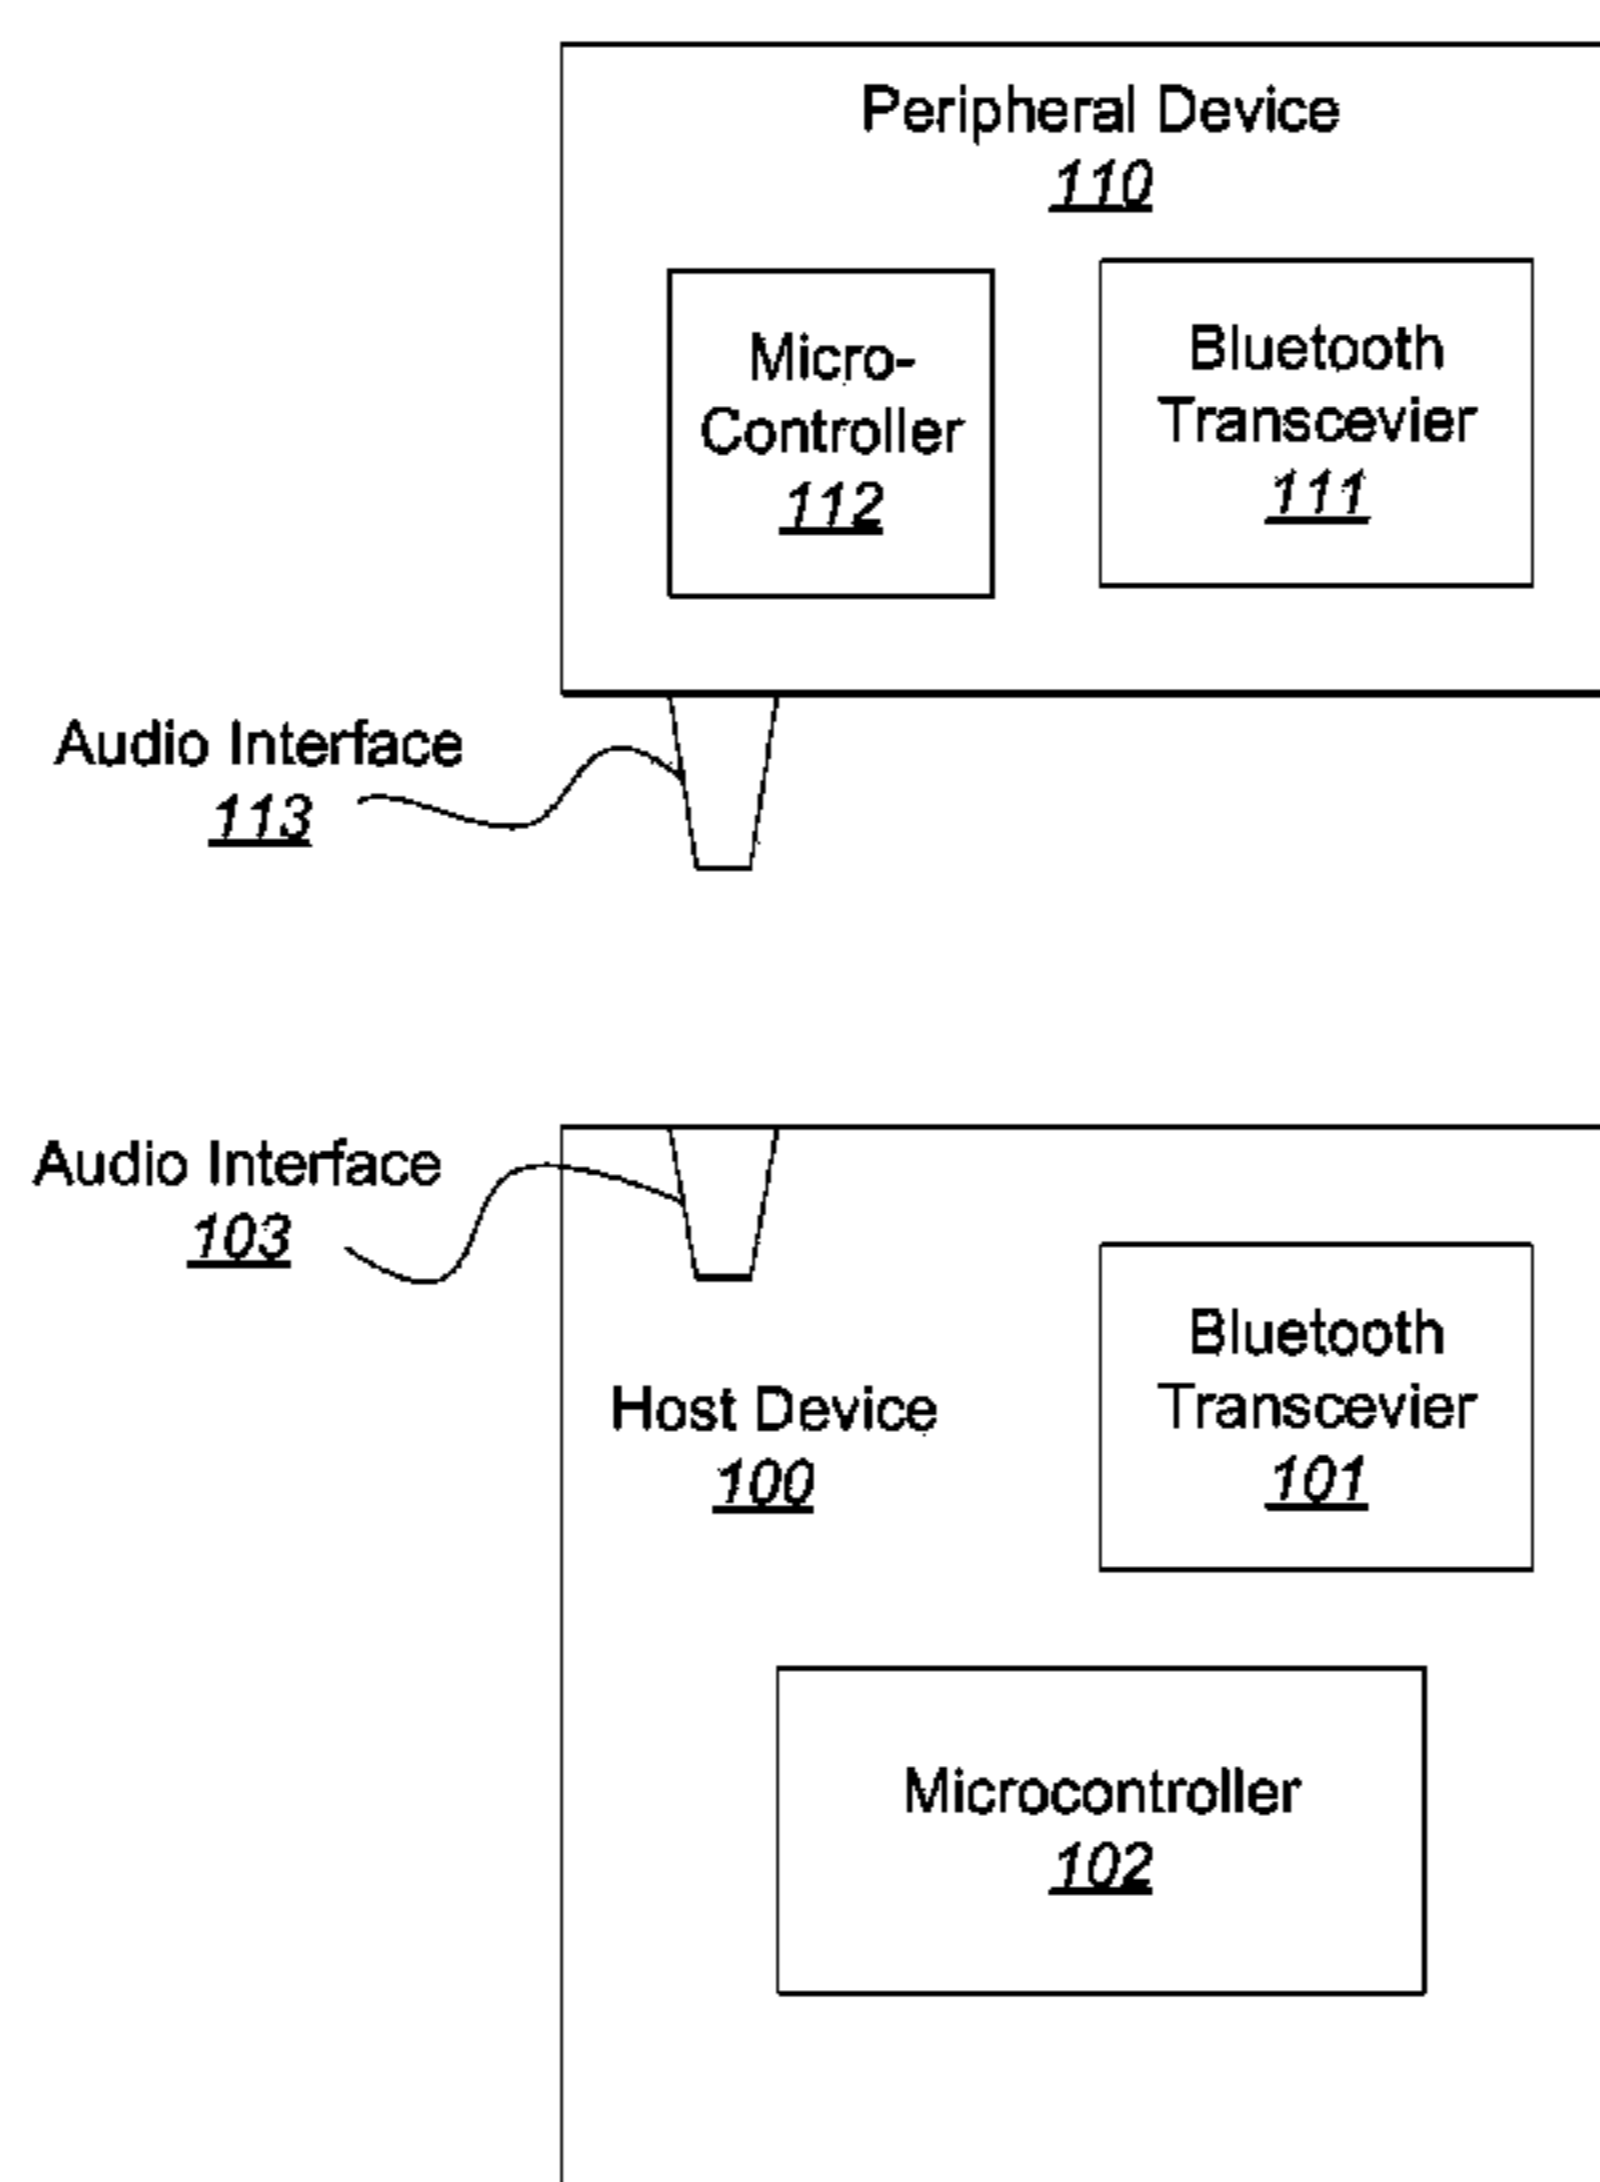 Peripheral Device
110
Micro-
Controller
112
Bluetooth
Transcevier
111
Audio Interface
113
Audio Interface
103
Host Device
100
Bluetooth
Transcevier
101
Microcontroller
102